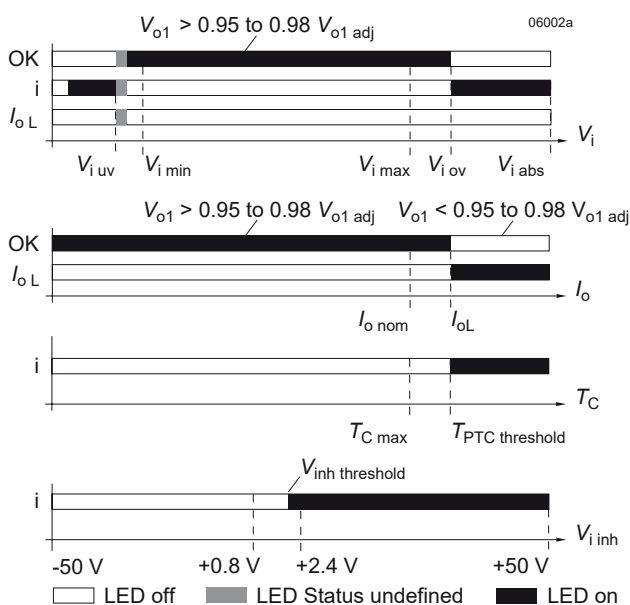 06002a
Vo1 > 0.95 to 0.98 Vo1 adj
OK
i
Io L
Vi
Vi uv
Vi min
Vi max
Vi ov
Vi abs
Vo1 > 0.95 to 0.98 Vo1 adj
Vo1 < 0.95 to 0.98 Vo1 adj
OK
Io L
Io
Io nom
IoL
i
TC
TC max
TPTC threshold
Vinh threshold
i
Vi inh
-50 V
+0.8 V
+2.4 V
+50 V
LED off
LED Status undefined
LED on